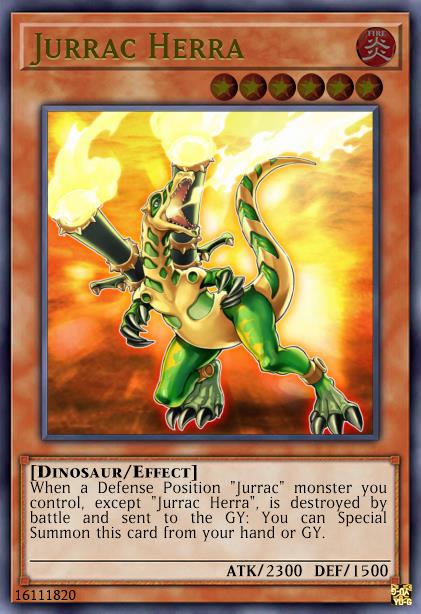 Jurrac Herra
FIRE
炎
[Dinosaur/Effect]
When a Defense Position "Jurrac" monster you
control, except "Jurrac Herra", is destroyed by
battle and sent to the GY: You can Special
Summon this card from your hand or GY.
ATK/2300 DEF/1500
16111820